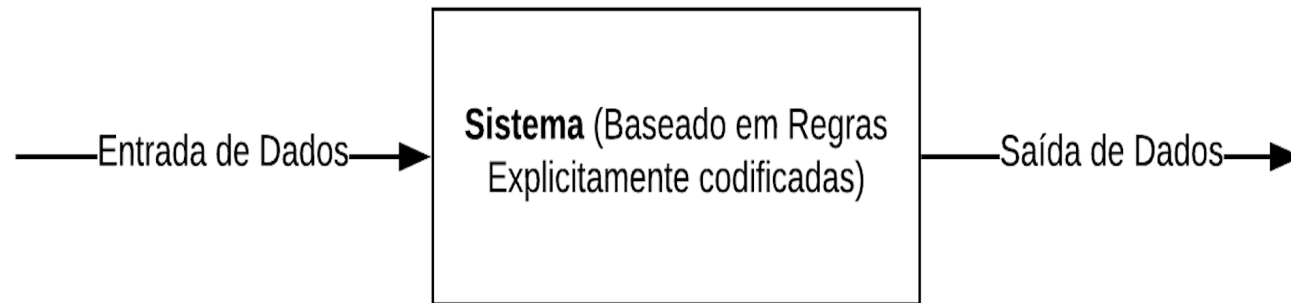 Entrada de Dados
Sistema (Baseado em Regras
Explicitamente codificadas)
Saída de Dados